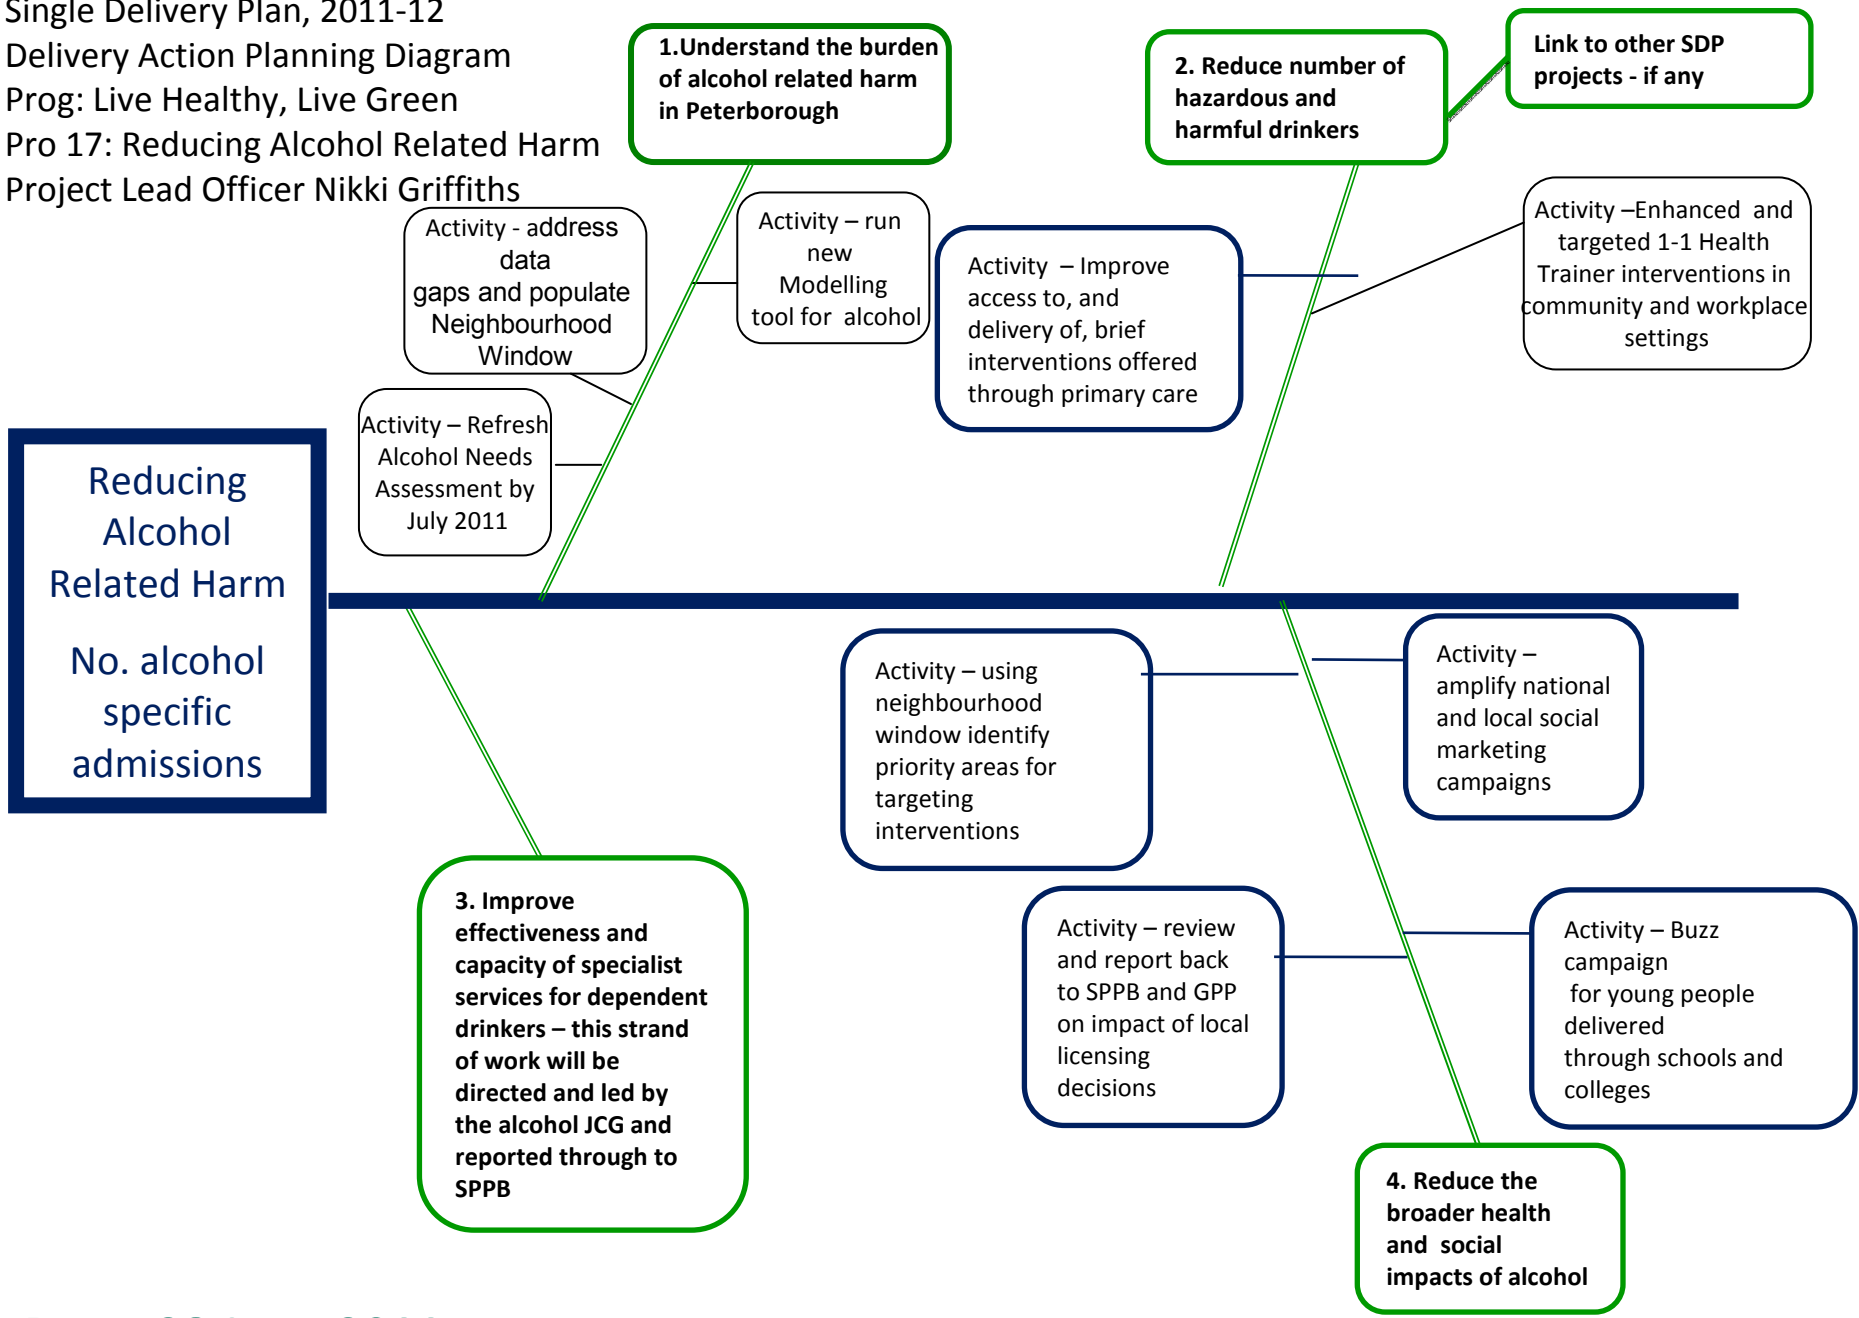 Single Delivery Plan, 2011-12
Delivery Action Planning Diagram
Prog: Live Healthy, Live Green
Pro 17: Reducing Alcohol Related Harm
Project Lead Officer Nikki Griffiths
1.Understand the burden
of alcohol related harm
in Peterborough
2. Reduce number of
hazardous and
harmful drinkers
Link to other SDP
projects - if any
Activity - address
data
gaps and populate
Neighbourhood
Window
Activity – run
new
Modelling
tool for alcohol
Activity – Improve
access to, and
delivery of, brief
interventions offered
through primary care
Activity –Enhanced and
targeted 1-1 Health
Trainer interventions in
community and workplace
settings
Activity – Refresh
Alcohol Needs
Assessment by
July 2011
Reducing
Alcohol
Related Harm
No. alcohol
specific
admissions
Activity – using
neighbourhood
window identify
priority areas for
targeting
interventions
Activity –
amplify national
and local social
marketing
campaigns
3. Improve
effectiveness and
capacity of specialist
services for dependent
drinkers – this strand
of work will be
directed and led by
the alcohol JCG and
reported through to
SPPB
Activity – review
and report back
to SPPB and GPP
on impact of local
licensing
decisions
Activity – Buzz
campaign
for young people
delivered
through schools and
colleges
4. Reduce the
broader health
and social
impacts of alcohol